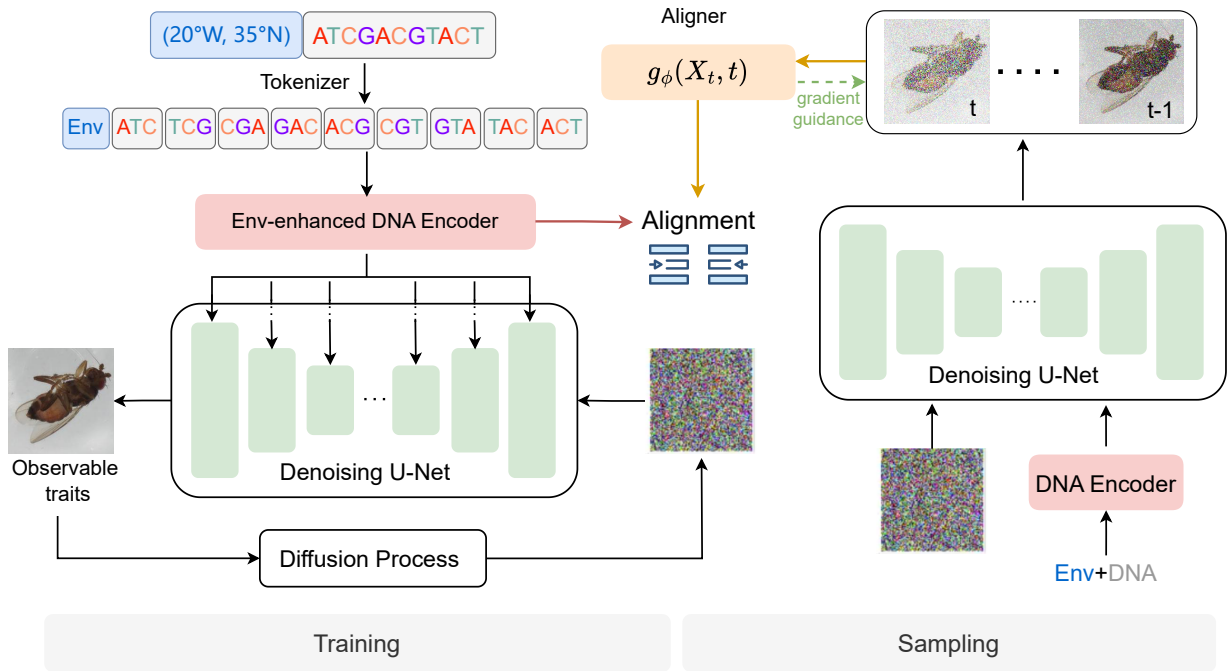 (20°W, 35°N) ATCGACGTACT
Tokenizer
Env ATC TCG CGA GAC ACG CGT GTA TAC ACT
Env-enhanced DNA Encoder
Denoising U-Net
Observable
traits
Diffusion Process
Training
Aligner
gϕ(Xt, t)
gradient
guidance
Alignment
t
t-1
Denoising U-Net
DNA Encoder
Env+DNA
Sampling